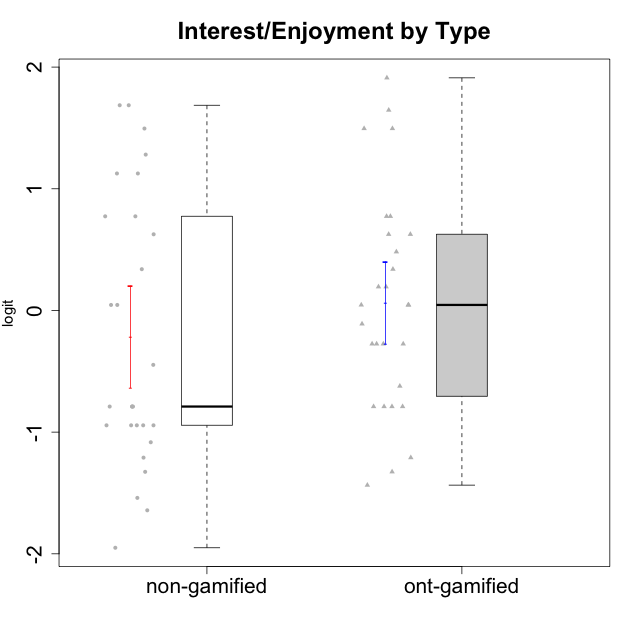 Interest/Enjoyment by Type
2
1
0
-1
-2
logit
non-gamified
ont-gamified